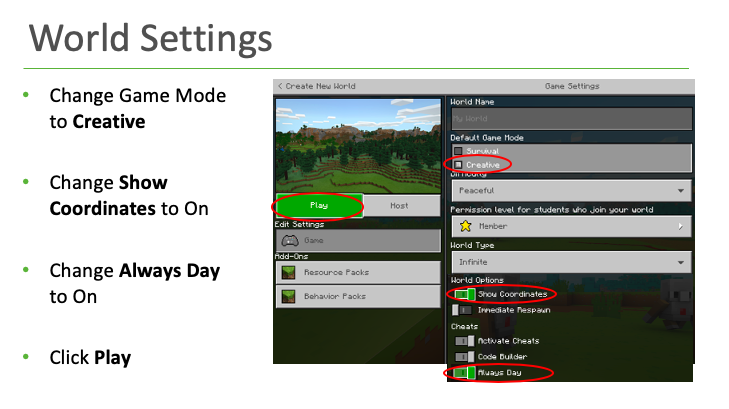 World Settings
• Change Game Mode
to Creative
• Change Show
Coordinates to On
• Change Always Day
to On
• Click Play
< Create New World
Game Settings
Play
Host
Edit Settings
Game
Add-Ons
Resource Packs
Behavior Packs
World Name
My World
Default Game Mode
Survival
Creative
Difficulty
Peaceful
Permission level for students who join your world
Member
World Type
Infinite
World Options
Show Coordinates
Immediate Respawn
Cheats
Activate Cheats
Code Builder
Always Day